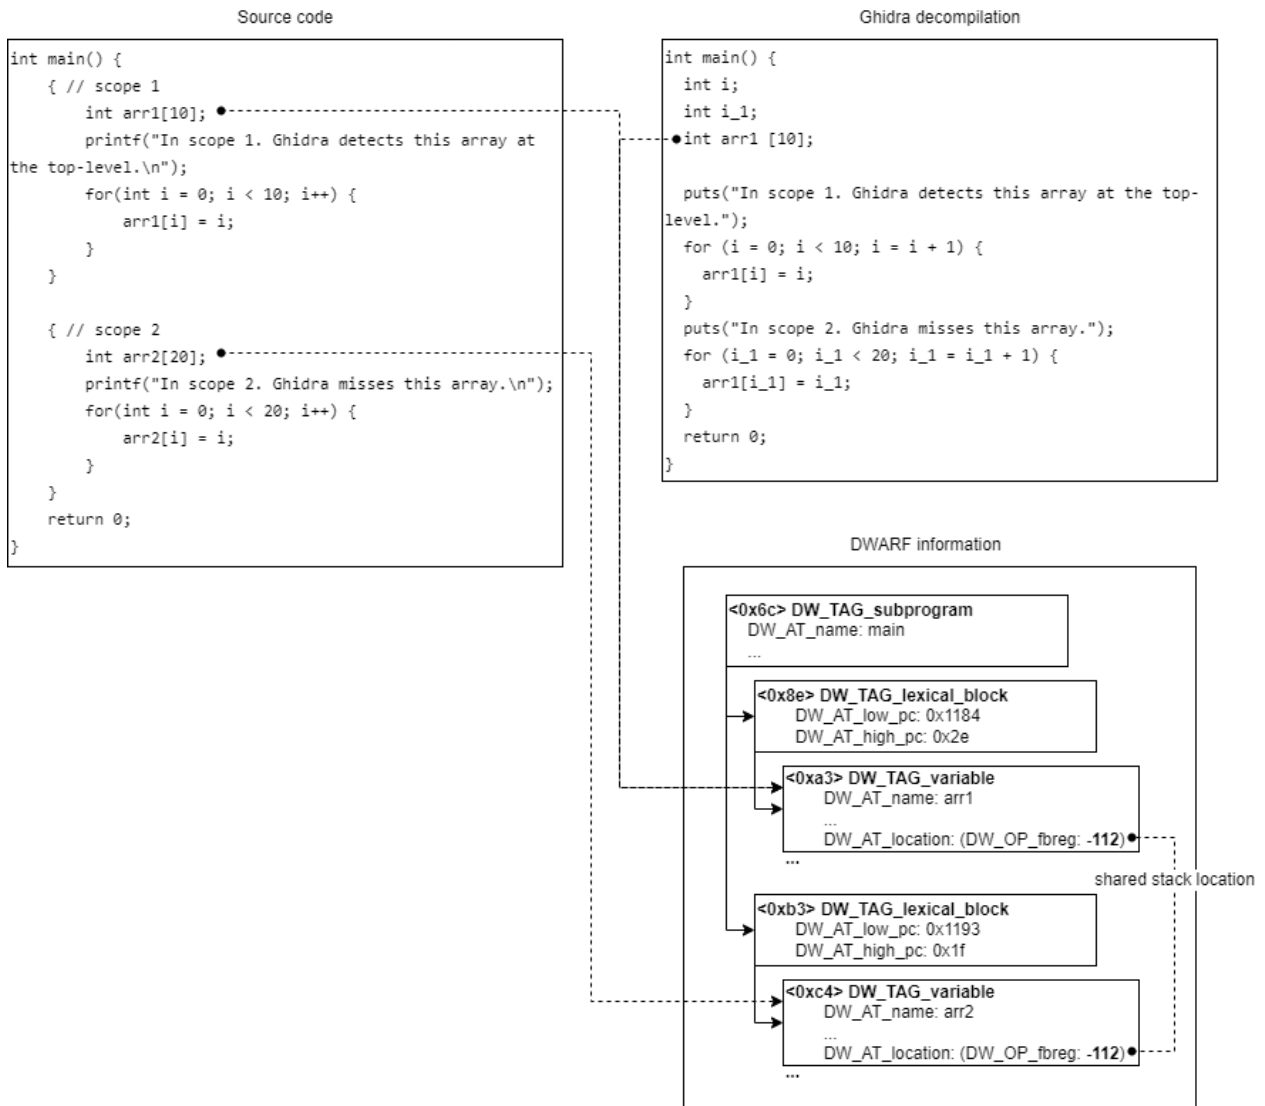 Source code
int main() {
    { // scope 1
        int arr1[10];
        printf("In scope 1. Ghidra detects this array at
the top-level.\n");
        for(int i = 0; i < 10; i++) {
            arr1[i] = i;
        }
    }
    { // scope 2
        int arr2[20];
        printf("In scope 2. Ghidra misses this array.\n");
        for(int i = 0; i < 20; i++) {
            arr2[i] = i;
        }
    }
    return 0;
}
Ghidra decompilation
int main() {
  int i;
  int i_1;
  int arr1 [10];
  puts("In scope 1. Ghidra detects this array at the top-
level.");
  for (i = 0; i < 10; i = i + 1) {
    arr1[i] = i;
  }
  puts("In scope 2. Ghidra misses this array.");
  for (i_1 = 0; i_1 < 20; i_1 = i_1 + 1) {
    arr1[i_1] = i_1;
  }
  return 0;
}
DWARF information
<0x6c> DW_TAG_subprogram
DW_AT_name: main
...
<0x8e> DW_TAG_lexical_block
DW_AT_low_pc: 0x1184
DW_AT_high_pc: 0x2e
<0xa3> DW_TAG_variable
DW_AT_name: arr1
...
DW_AT_location: (DW_OP_fbreg: -112)
...
shared stack location
<0xb3> DW_TAG_lexical_block
DW_AT_low_pc: 0x1193
DW_AT_high_pc: 0x1f
<0xc4> DW_TAG_variable
DW_AT_name: arr2
...
DW_AT_location: (DW_OP_fbreg: -112)
...